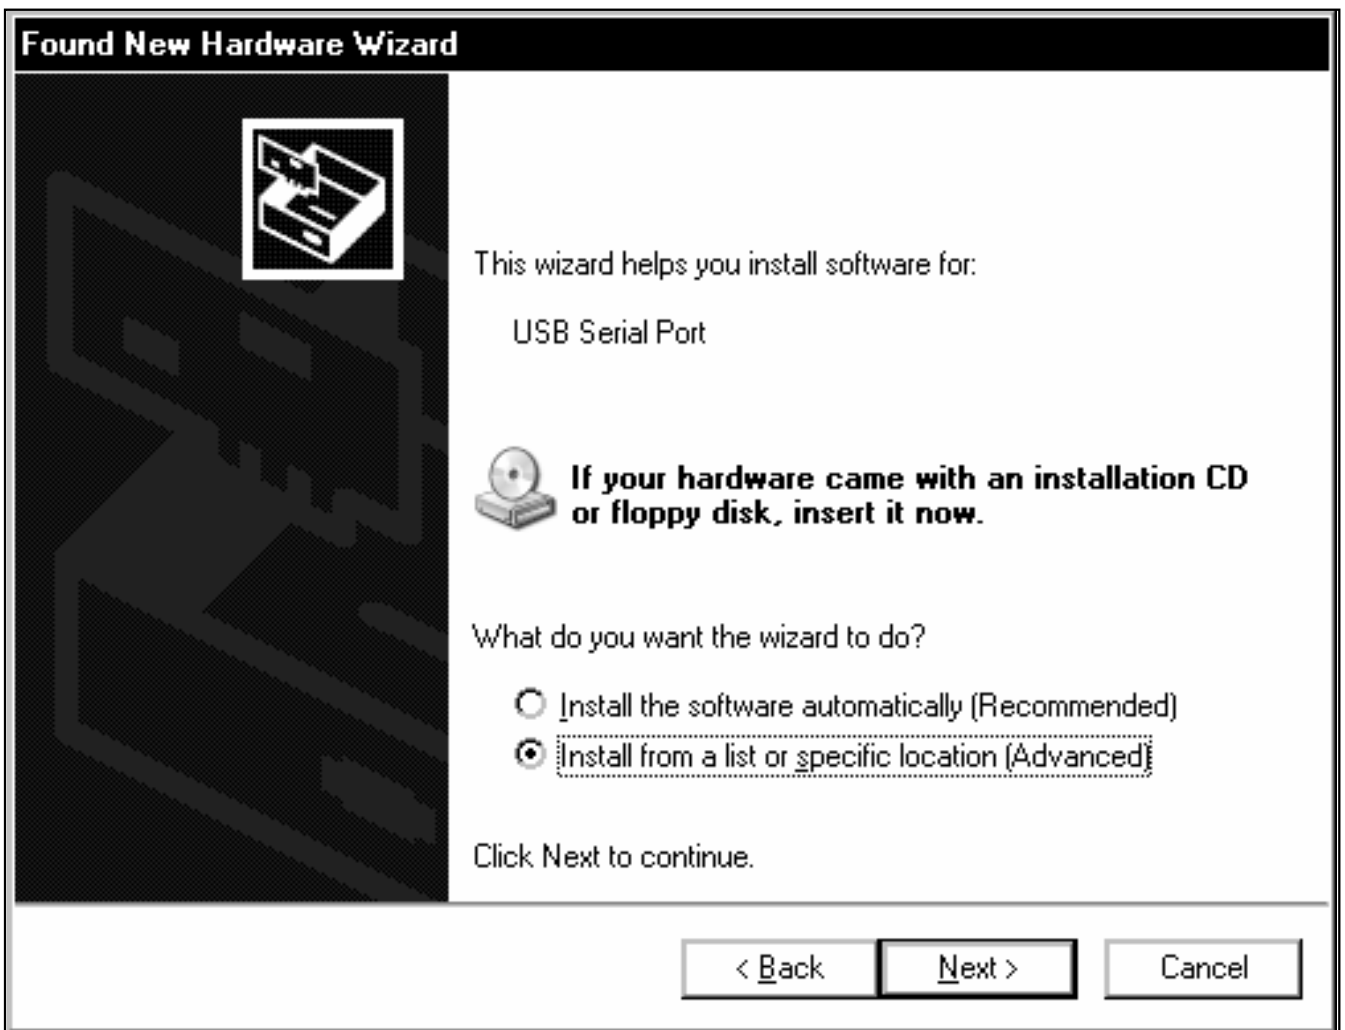 Found New Hardware Wizard
This wizard helps you install software for:
USB Serial Port
If your hardware came with an installation CD
or floppy disk, insert it now.
What do you want the wizard to do?
Install the software automatically (Recommended)
Install from a list or specific location (Advanced)
Click Next to continue.
< Back
Next >
Cancel